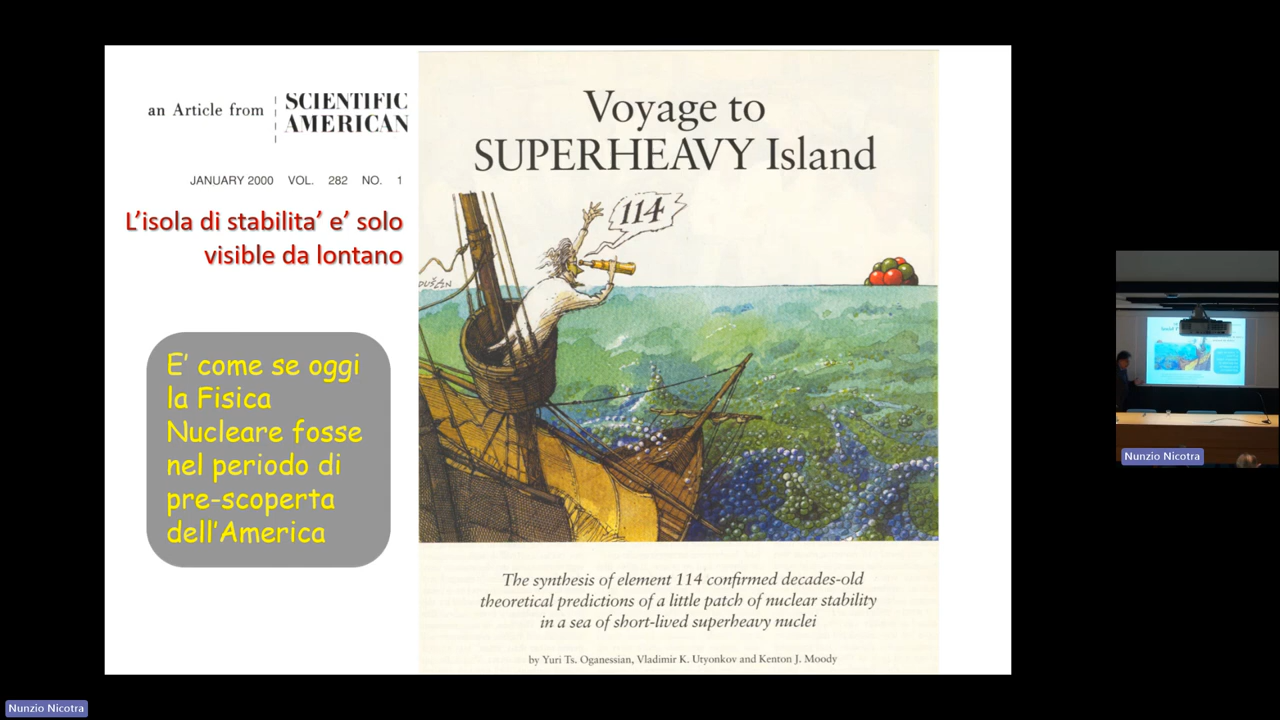 an Article from
SCIENTIFIC
AMERICAN
JANUARY 2000 VOL. 282 NO. 1
L'isola di stabilita' e' solo
visible da lontano
E' come se oggi
la Fisica
Nucleare fosse
nel periodo di
pre-scoperta
dell'America
Voyage to
SUPERHEAVY Island
114
DUŠAN
The synthesis of element 114 confirmed decades-old
theoretical predictions of a little patch of nuclear stability
in a sea of short-lived superheavy nuclei
by Yuri Ts. Oganessian, Vladimir K. Utyonkov and Kenton J. Moody
Nunzio Nicotra
Nunzio Nicotra